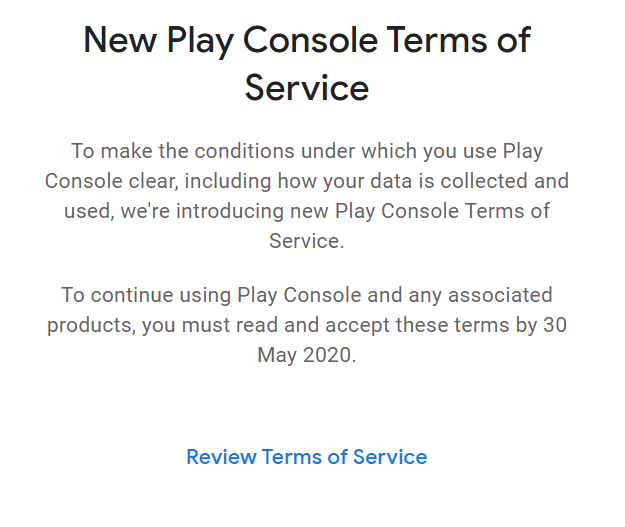 New Play Console Terms of
Service
To make the conditions under which you use Play
Console clear, including how your data is collected and
used, we're introducing new Play Console Terms of
Service.
To continue using Play Console and any associated
products, you must read and accept these terms by 30
May 2020.
Review Terms of Service